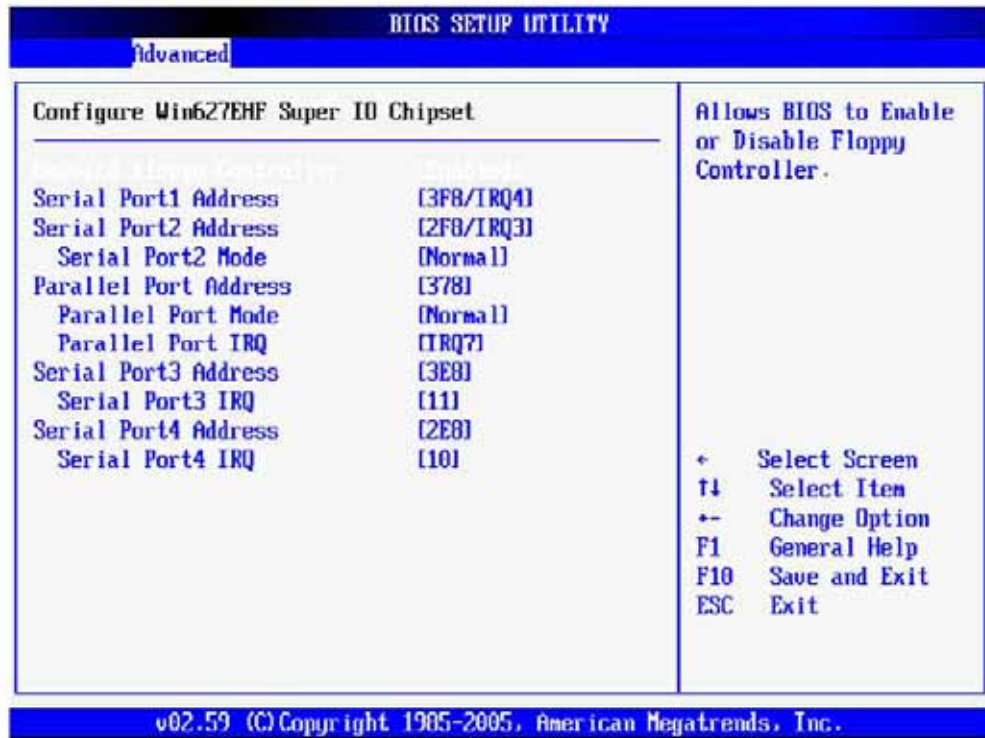 BIOS SETUP UTILITY
Advanced
Configure Win627EHF Super IO Chipset
Floppy Controller
Serial Port1 Address [3F8/IRQ4]
Serial Port2 Address [2F8/IRQ3]
Serial Port2 Mode [Normal]
Parallel Port Address [378]
Parallel Port Mode [Normal]
Parallel Port IRQ [IRQ7]
Serial Port3 Address [3E8]
Serial Port3 IRQ [11]
Serial Port4 Address [2E8]
Serial Port4 IRQ [10]
Allows BIOS to Enable
or Disable Floppy
Controller.
← Select Screen
↑↓ Select Item
+- Change Option
F1 General Help
F10 Save and Exit
ESC Exit
v02.59 (C)Copyright 1985-2005, American Megatrends, Inc.